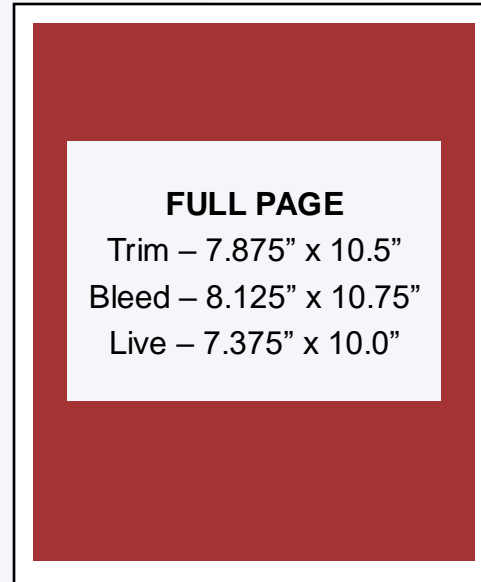 FULL PAGE
Trim – 7.875” x 10.5”
Bleed – 8.125” x 10.75”
Live – 7.375” x 10.0”